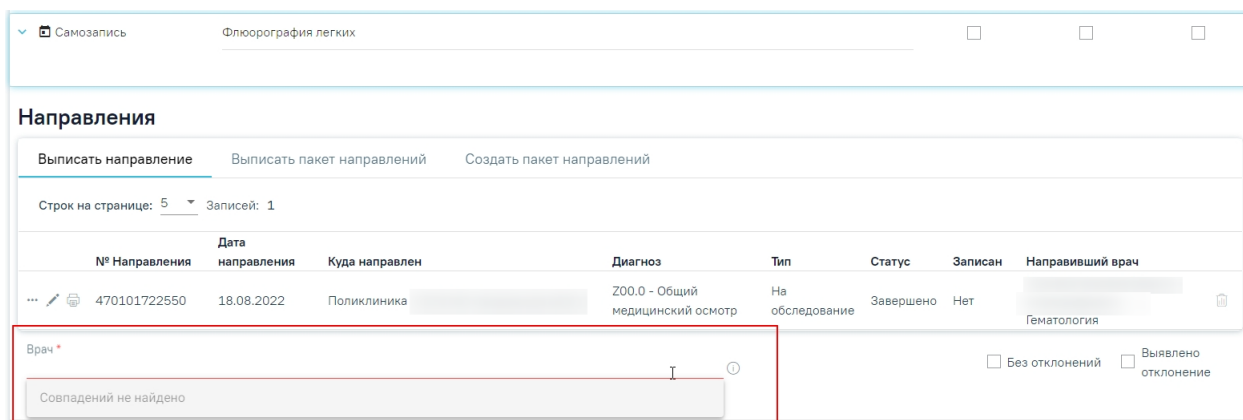 Самозапись Флюорография легких
Направления
Выписать направление Выписать пакет направлений Создать пакет направлений
Строк на странице: 5 Записей: 1
№ Направления Дата направления Куда направлен Диагноз Тип Статус Записан Направивший врач
470101722550 18.08.2022 Поликлиника Z00.0 - Общий медицинский осмотр На обследование Завершено Нет Гематология
Врач *
Без отклонений Выявлено отклонение
Совпадений не найдено